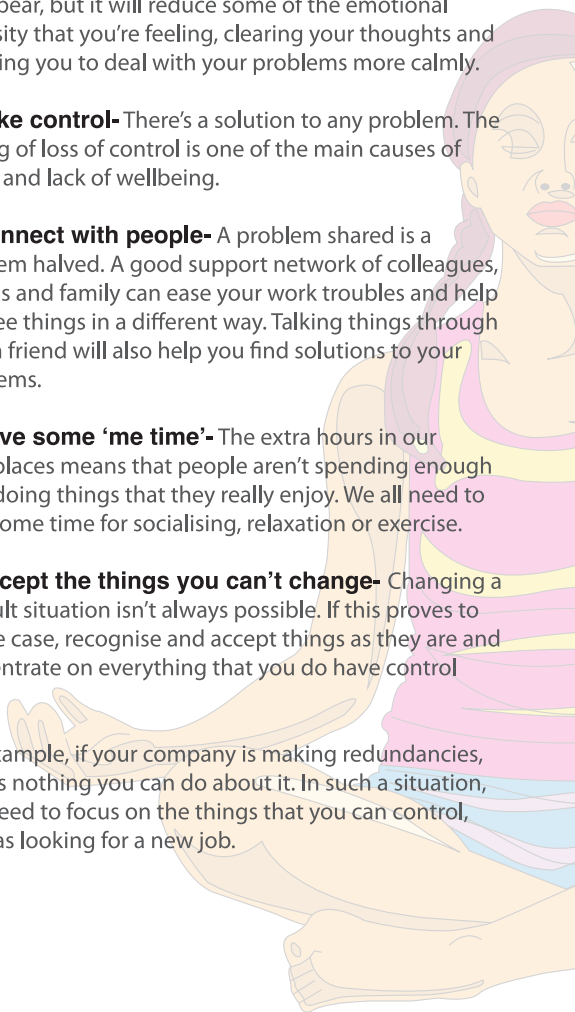 pear, but it will reduce some of the emotional
sity that you're feeling, clearing your thoughts and
ing you to deal with your problems more calmly.
ke control- There's a solution to any problem. The
g of loss of control is one of the main causes of
and lack of wellbeing.
nnect with people- A problem shared is a
em halved. A good support network of colleagues,
s and family can ease your work troubles and help
ee things in a different way. Talking things through
a friend will also help you find solutions to your
ems.
ve some ‘me time’- The extra hours in our
places means that people aren't spending enough
doing things that they really enjoy. We all need to
ome time for socialising, relaxation or exercise.
cept the things you can't change- Changing a
ult situation isn't always possible. If this proves to
e case, recognise and accept things as they are and
entrate on everything that you do have control
ample, if your company is making redundancies,
s nothing you can do about it. In such a situation,
eed to focus on the things that you can control,
as looking for a new job.